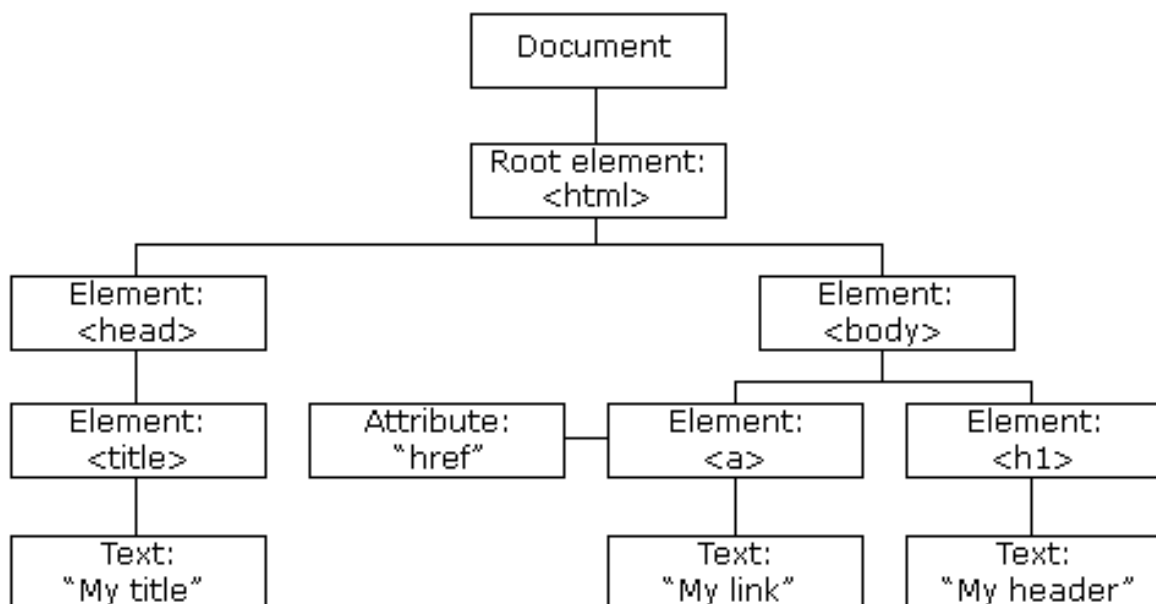 Document
Root element:
<html>
Element:
<head>
Element:
<body>
Element:
<title>
Attribute:
“href”
Element:
<a>
Element:
<h1>
Text:
“My title”
Text:
“My link”
Text:
“My header”